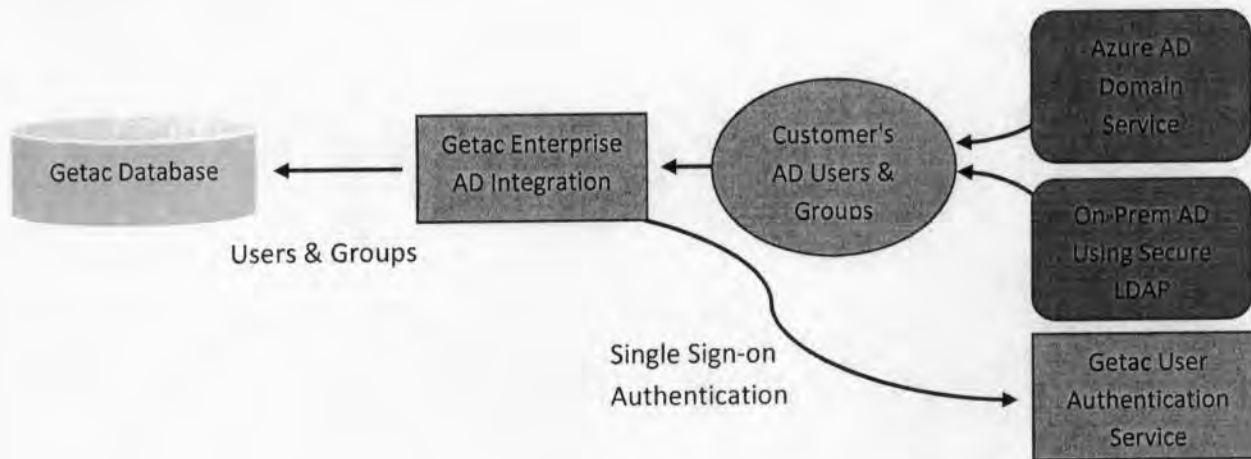 Azure AD
Domain
Service
Getac Database
Getac Enterprise
AD Integration
Customer's
AD Users &
Groups
On-Prem AD
Using Secure
LDAP
Users & Groups
Single Sign-on
Authentication
Getac User
Authentication
Service